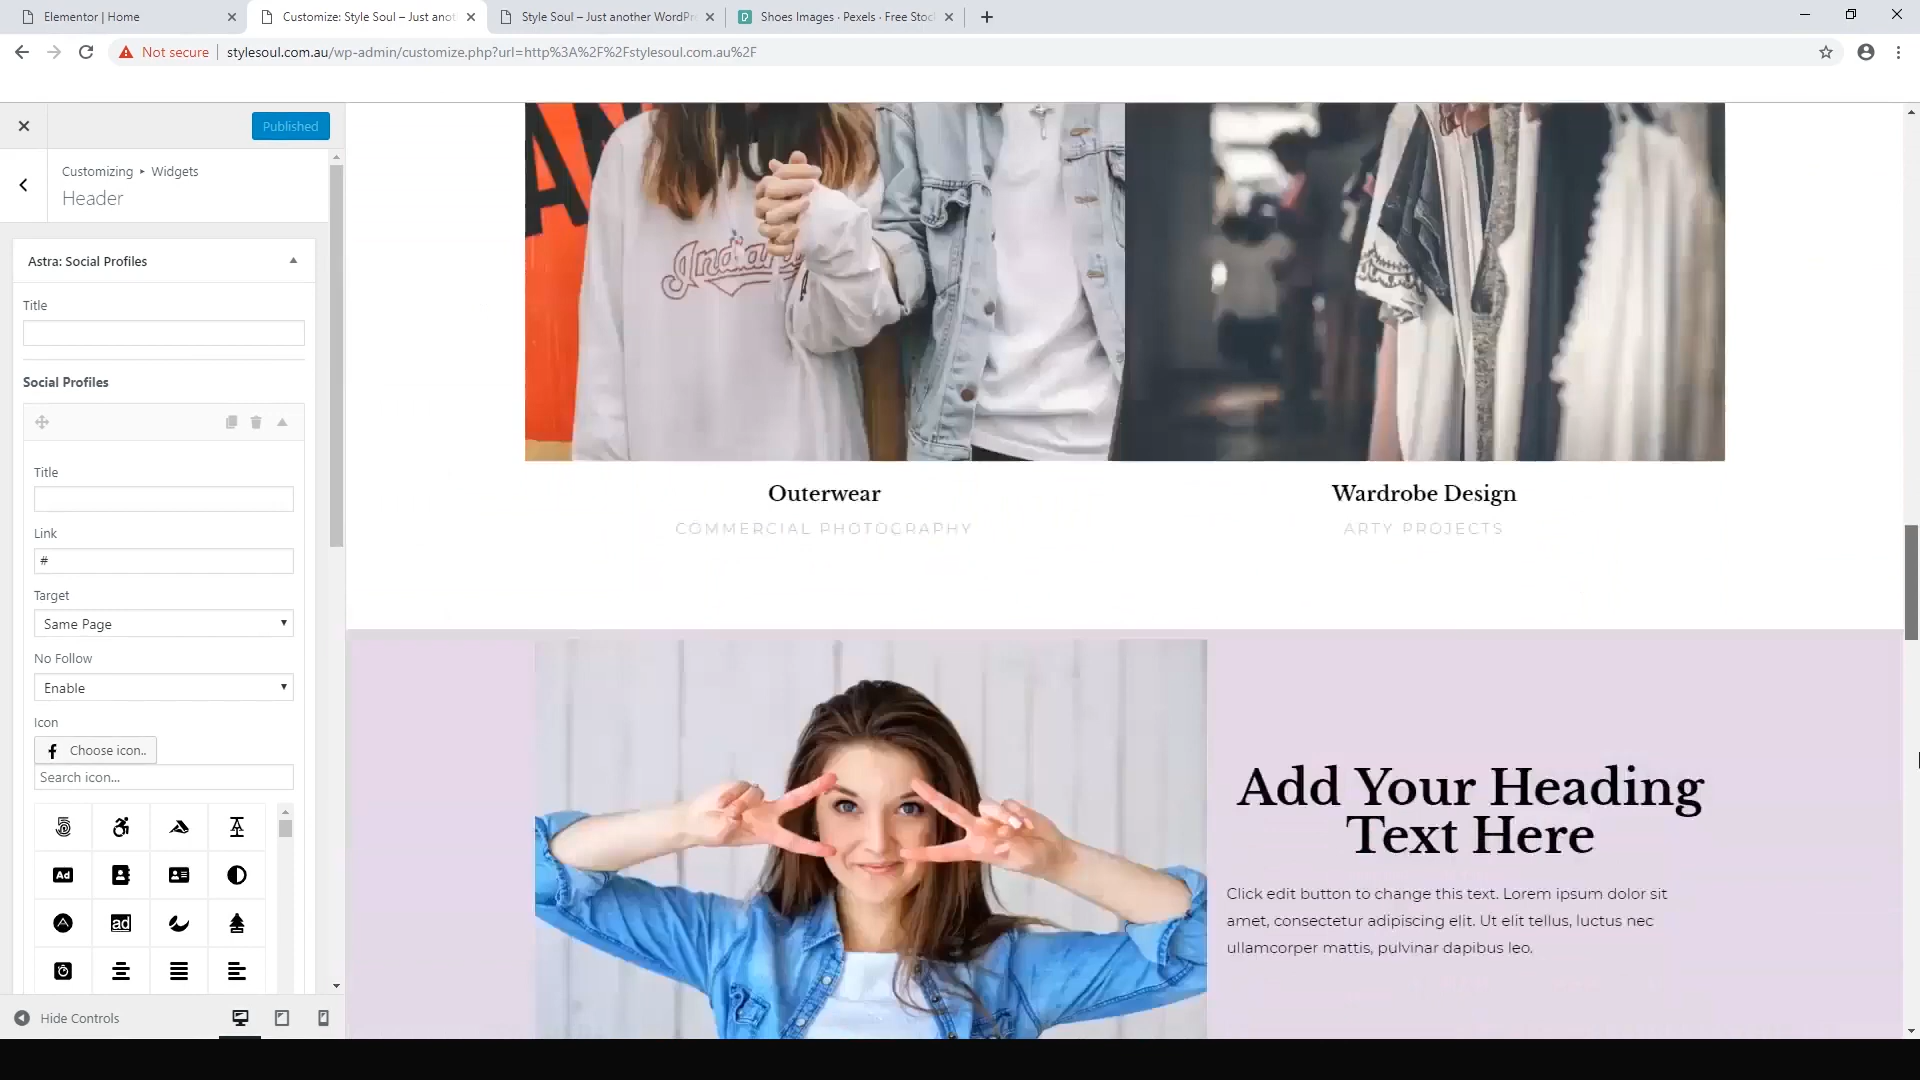 Elementor | Home
Customize: Style Soul – Just anot
Style Soul – Just another WordPr
Shoes Images · Pexels · Free Stoc
Not secure
stylesoul.com.au/wp-admin/customize.php?url=http%3A%2F%2Fstylesoul.com.au%2F
Published
Customizing ▸ Widgets
Header
Astra: Social Profiles
Title
Social Profiles
Title
Link
#
Target
Same Page
No Follow
Enable
Icon
Choose icon..
Search icon...
Ad
ad
Hide Controls
Indiana
Outerwear
COMMERCIAL PHOTOGRAPHY
Wardrobe Design
ARTY PROJECTS
Add Your Heading
Text Here
Click edit button to change this text. Lorem ipsum dolor sit
amet, consectetur adipiscing elit. Ut elit tellus, luctus nec
ullamcorper mattis, pulvinar dapibus leo.